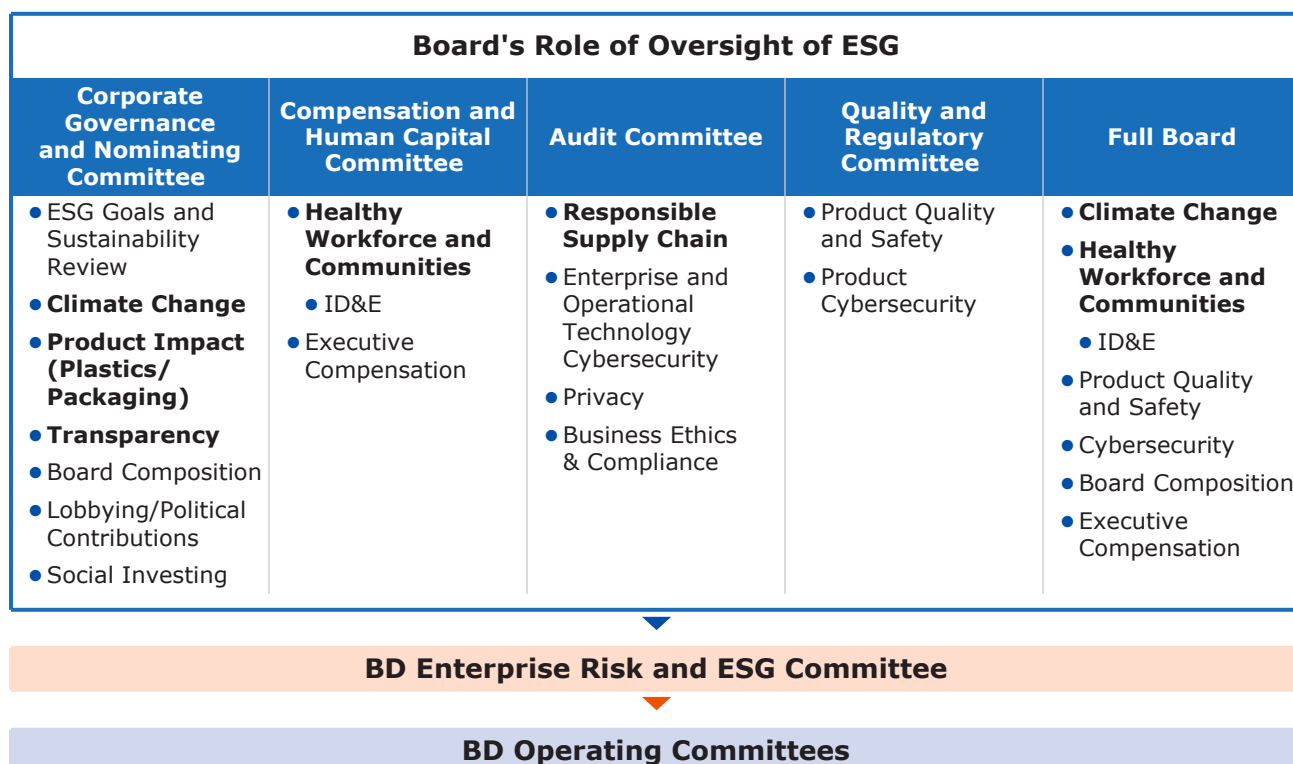 Board's Role of Oversight of ESG
Corporate
Governance
and Nominating
Committee
Compensation and
Human Capital
Committee
Audit Committee
Quality and
Regulatory
Committee
Full Board
● ESG Goals and
Sustainability
Review
● Climate Change
● Product Impact
(Plastics/
Packaging)
● Transparency
● Board Composition
● Lobbying/Political
Contributions
● Social Investing
● Healthy
Workforce and
Communities
● ID&E
● Executive
Compensation
● Responsible
Supply Chain
● Enterprise and
Operational
Technology
Cybersecurity
● Privacy
● Business Ethics
& Compliance
● Product Quality
and Safety
● Product
Cybersecurity
● Climate Change
● Healthy
Workforce and
Communities
● ID&E
● Product Quality
and Safety
● Cybersecurity
● Board Composition
● Executive
Compensation
BD Enterprise Risk and ESG Committee
BD Operating Committees